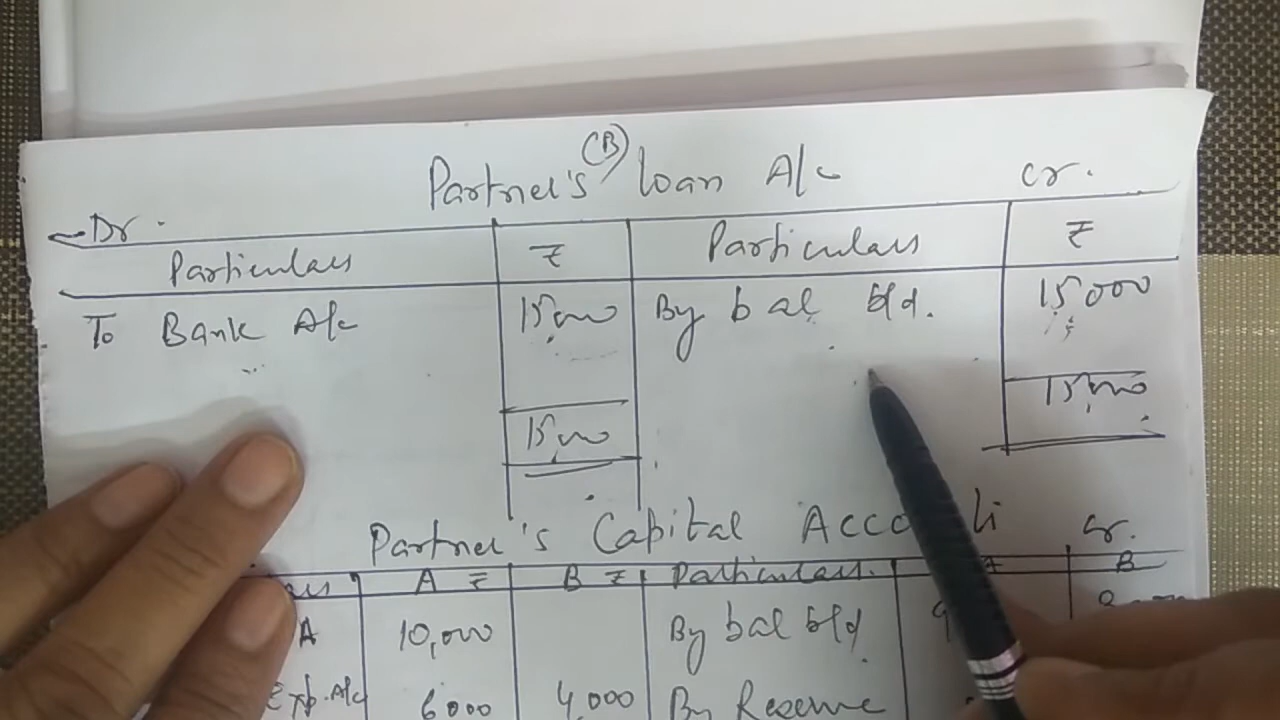 Partner's (B) loan A/c
Dr. Cr.
Particulars ₹ Particulars ₹
To Bank A/c 15,000 By bal b/d. 15,000
15,000 15,000
Partner's Capital Cr.
A ₹ B ₹ Particulars. A B
A 10,000 By bal b/d
Exp. A/c 6000 4,000 By Reserve